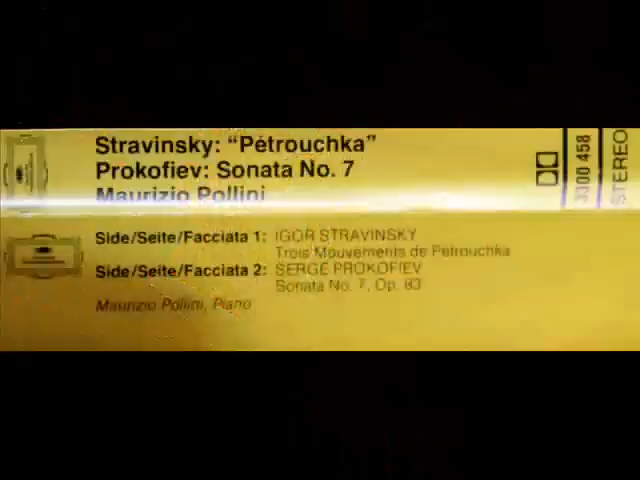 Stravinsky: "Pétrouchka"
Prokofiev: Sonata No. 7
Maurizio Pollini
3300 458
STEREO
Side/Seite/Facciata 1: IGOR STRAVINSKY
Trois Mouvements de Petrouchka
Side/Seite/Facciata 2: SERGE PROKOFIEV
Sonata No. 7, Op. 83
Maurizio Pollini, Piano